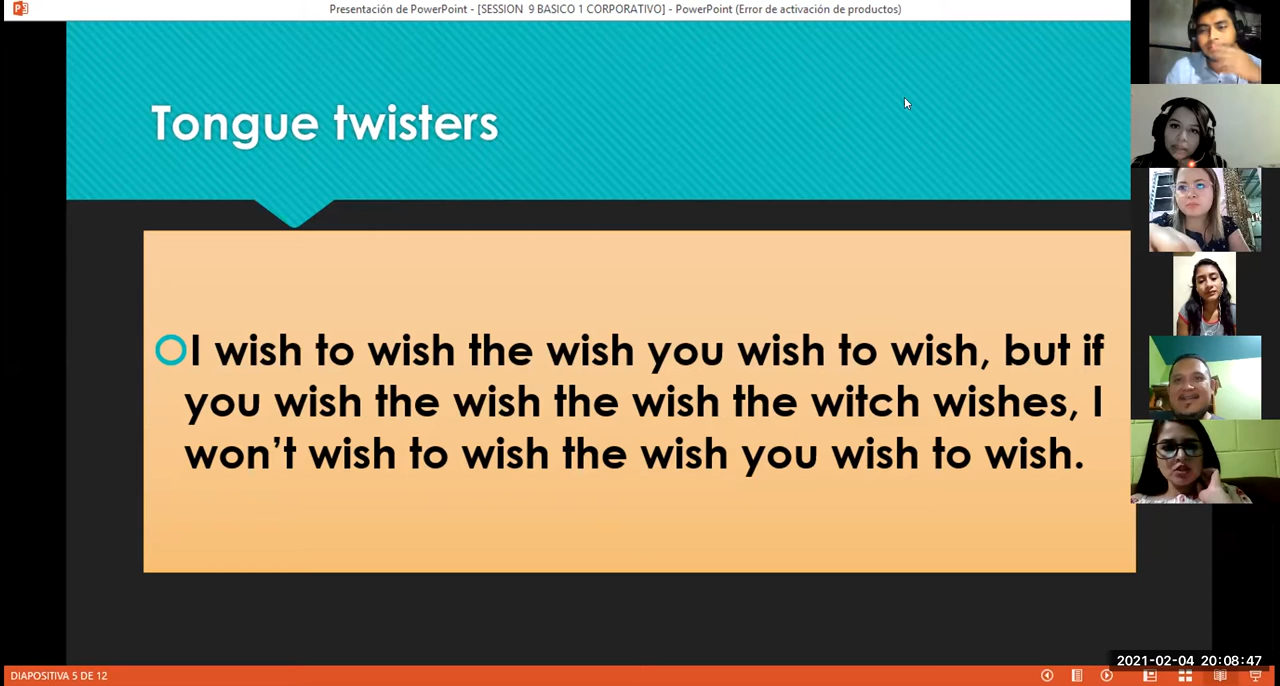 Presentación de PowerPoint - [SESSION 9 BASICO 1 CORPORATIVO] - PowerPoint (Error de activación de productos)
Tongue twisters
I wish to wish the wish you wish to wish, but if
you wish the wish the wish the witch wishes, I
won't wish to wish the wish you wish to wish.
2021-02-04 20:08:47
DIAPOSITIVA 5 DE 12